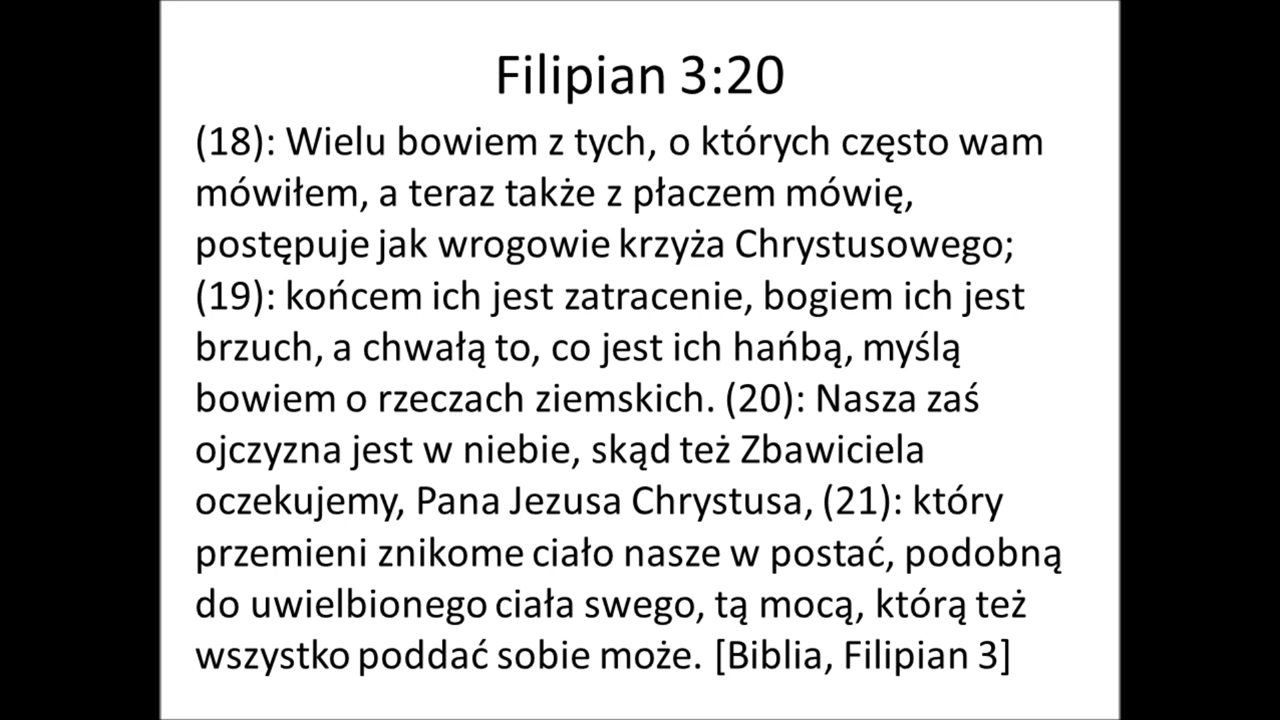 Filipian 3:20
(18): Wielu bowiem z tych, o których często wam
mówiłem, a teraz także z płaczem mówię,
postępuje jak wrogowie krzyża Chrystusowego;
(19): końcem ich jest zatracenie, bogiem ich jest
brzuch, a chwałą to, co jest ich hańbą, myślą
bowiem o rzeczach ziemskich. (20): Nasza zaś
ojczyzna jest w niebie, skąd też Zbawiciela
oczekujemy, Pana Jezusa Chrystusa, (21): który
przemieni znikome ciało nasze w postać, podobną
do uwielbionego ciała swego, tą mocą, którą też
wszystko poddać sobie może. [Biblia, Filipian 3]